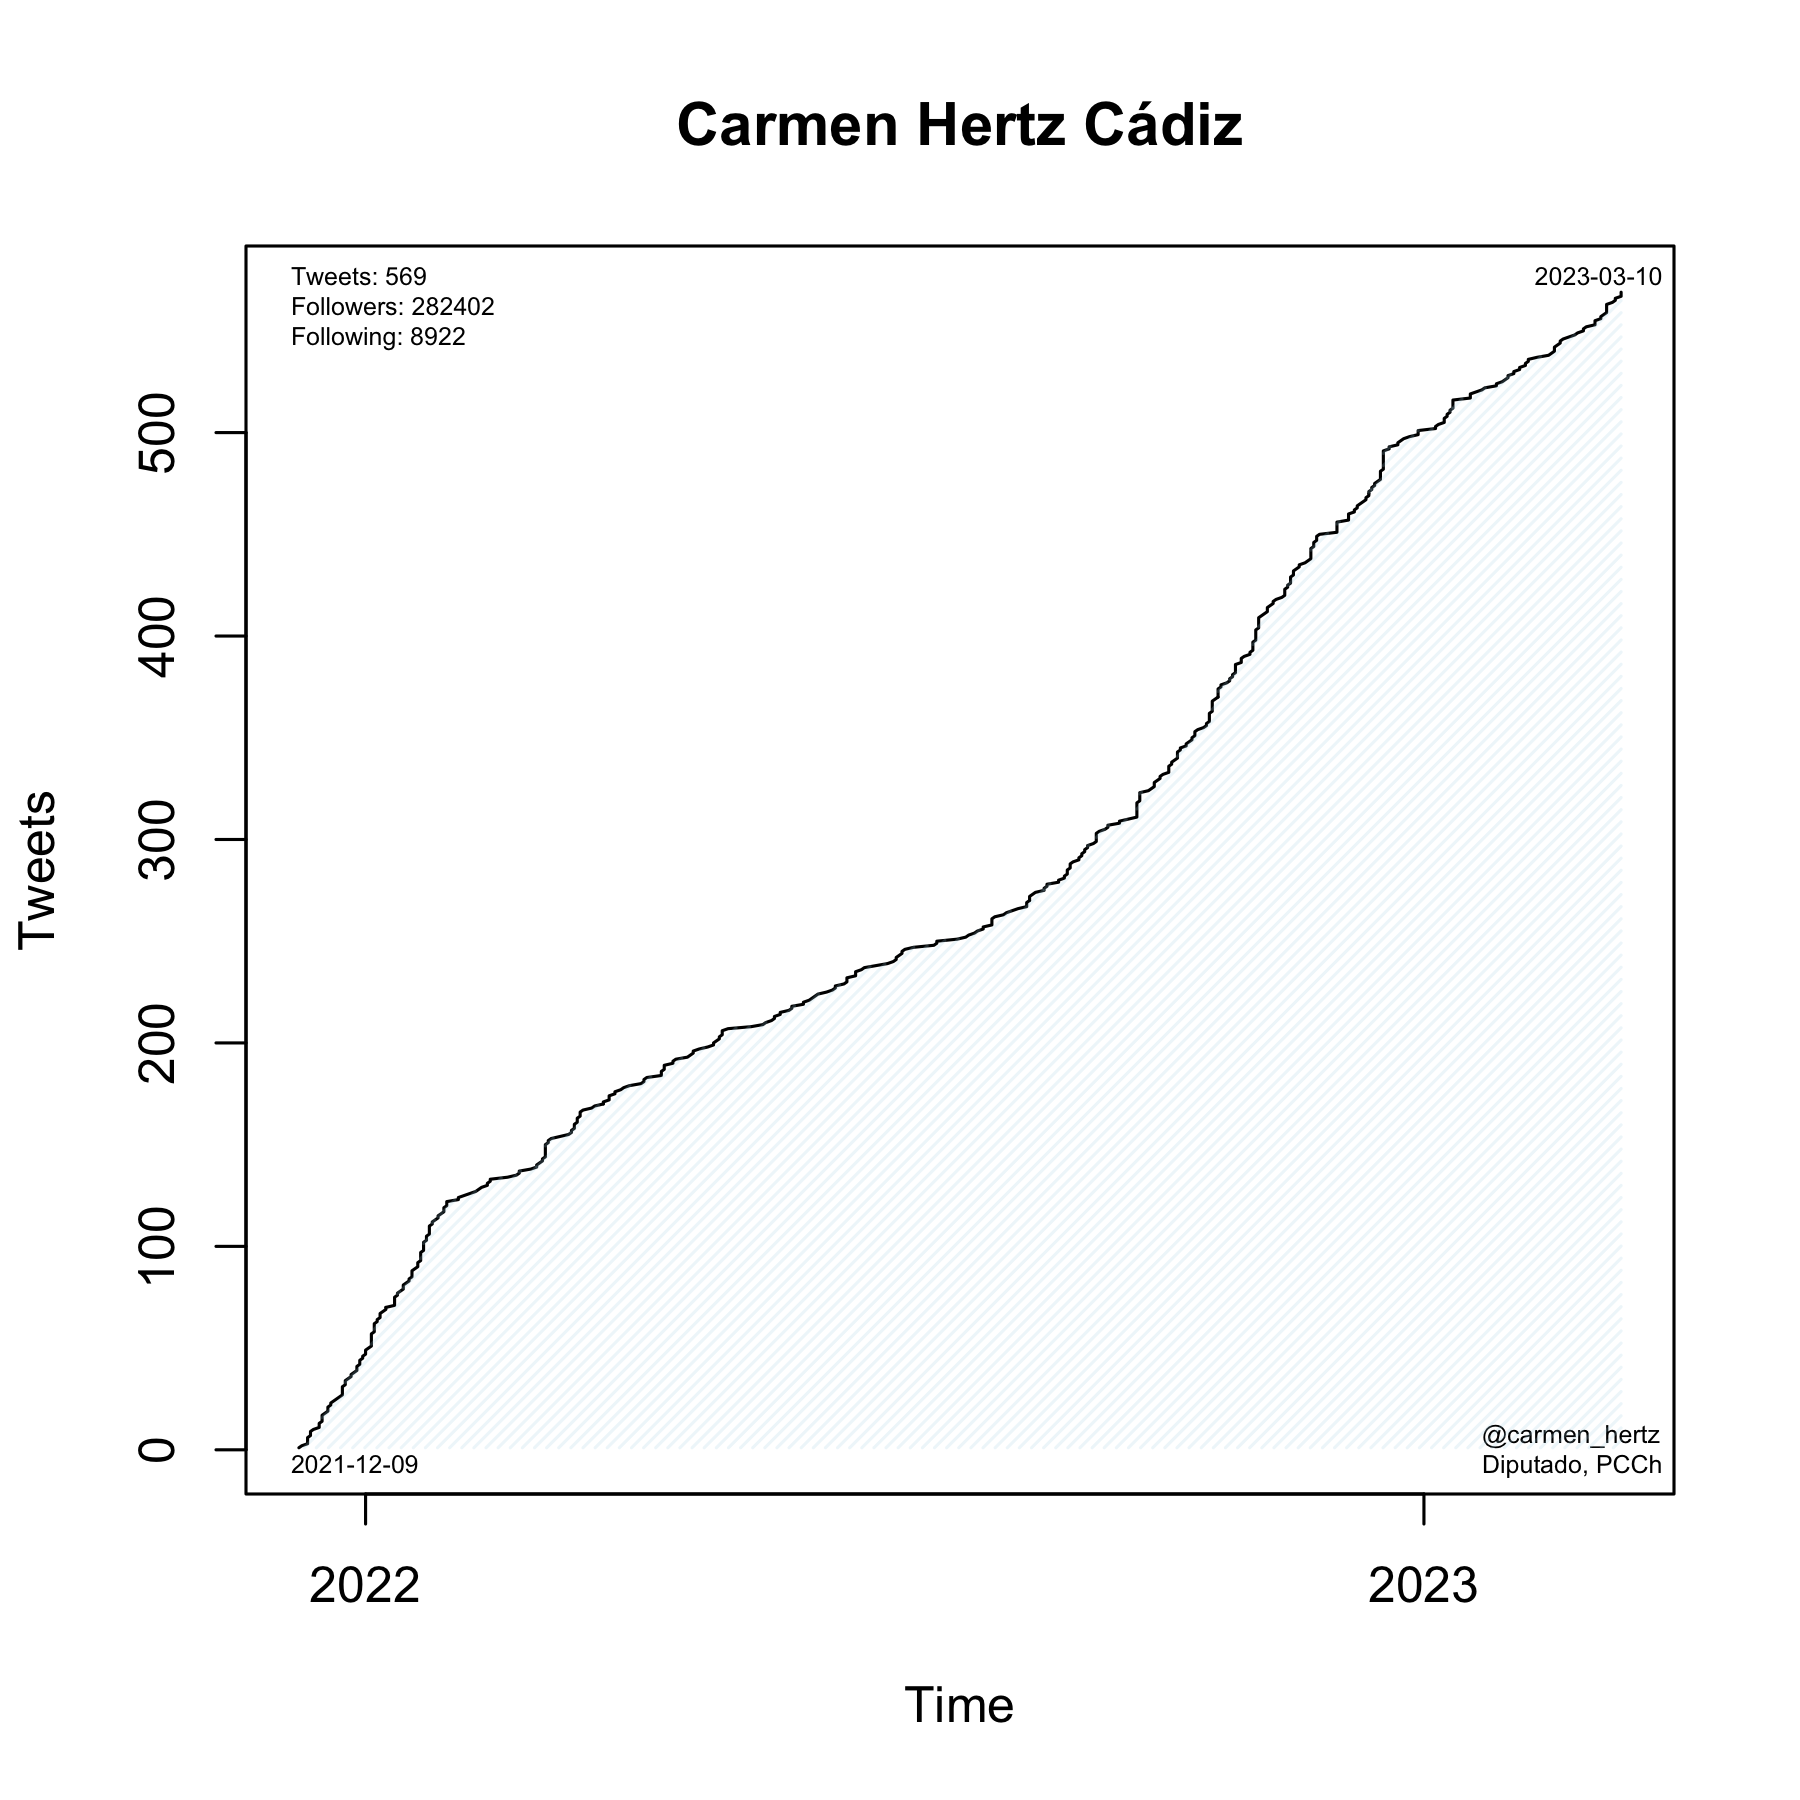 Carmen Hertz Cádiz
Tweets: 569
Followers: 282402
Following: 8922
2023-03-10
500
400
300
200
100
0
Tweets
2021-12-09
@carmen_hertz
Diputado, PCCh
2022
2023
Time